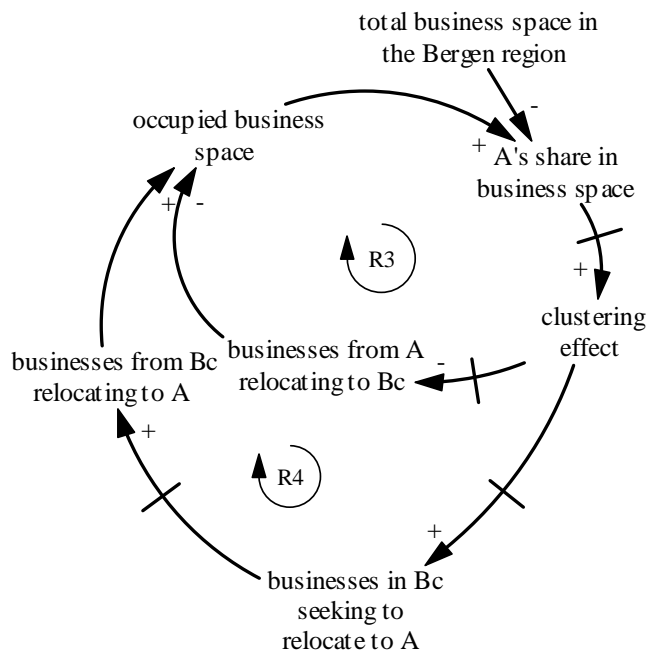 total business space in
the Bergen region
-
occupied business
space
+
A's share in
business space
+ -
R3
+
clustering
effect
businesses from Bc
relocating to A
businesses from A
relocating to Bc
-
+
R4
+
businesses in Bc
seeking to
relocate to A